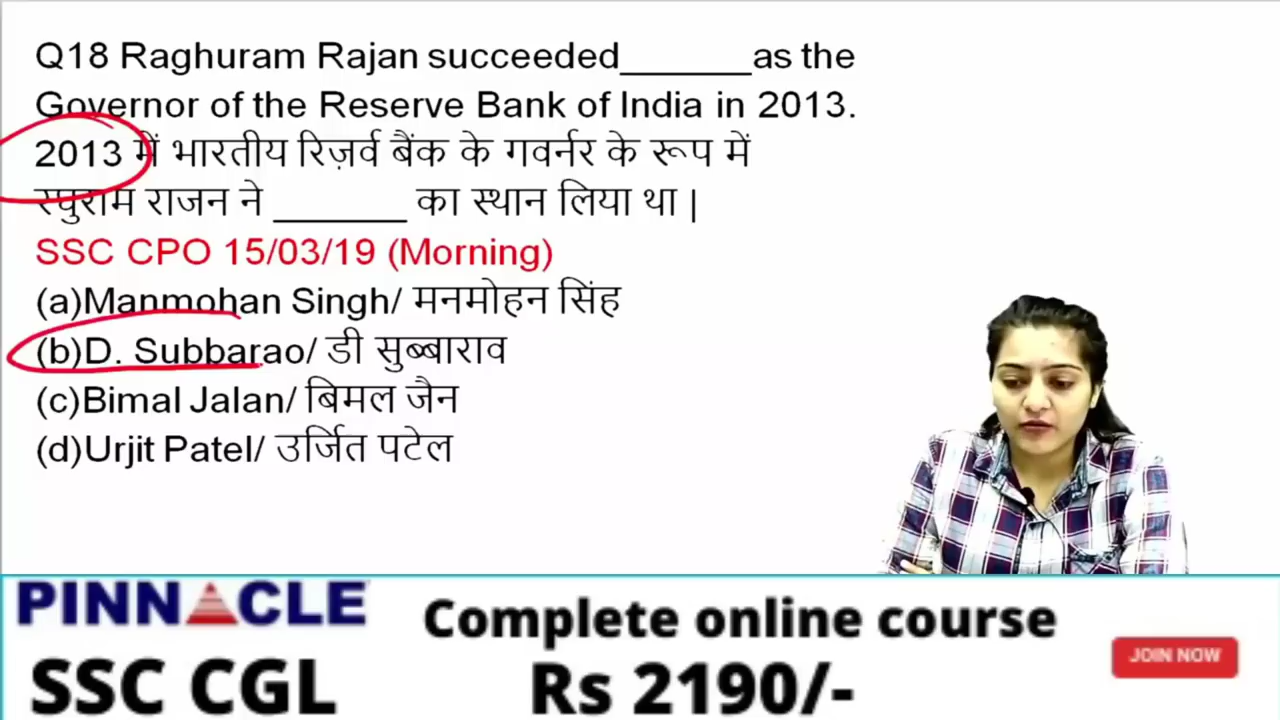 Q18 Raghuram Rajan succeeded______as the
Governor of the Reserve Bank of India in 2013.
2013 में भारतीय रिज़र्व बैंक के गवर्नर के रूप में
रघुराम राजन ने ______ का स्थान लिया था |
SSC CPO 15/03/19 (Morning)
(a)Manmohan Singh/ मनमोहन सिंह
(b)D. Subbarao/ डी सुब्बाराव
(c)Bimal Jalan/ बिमल जैन
(d)Urjit Patel/ उर्जित पटेल
PINNACLE
SSC CGL
Complete online course
Rs 2190/-
JOIN NOW